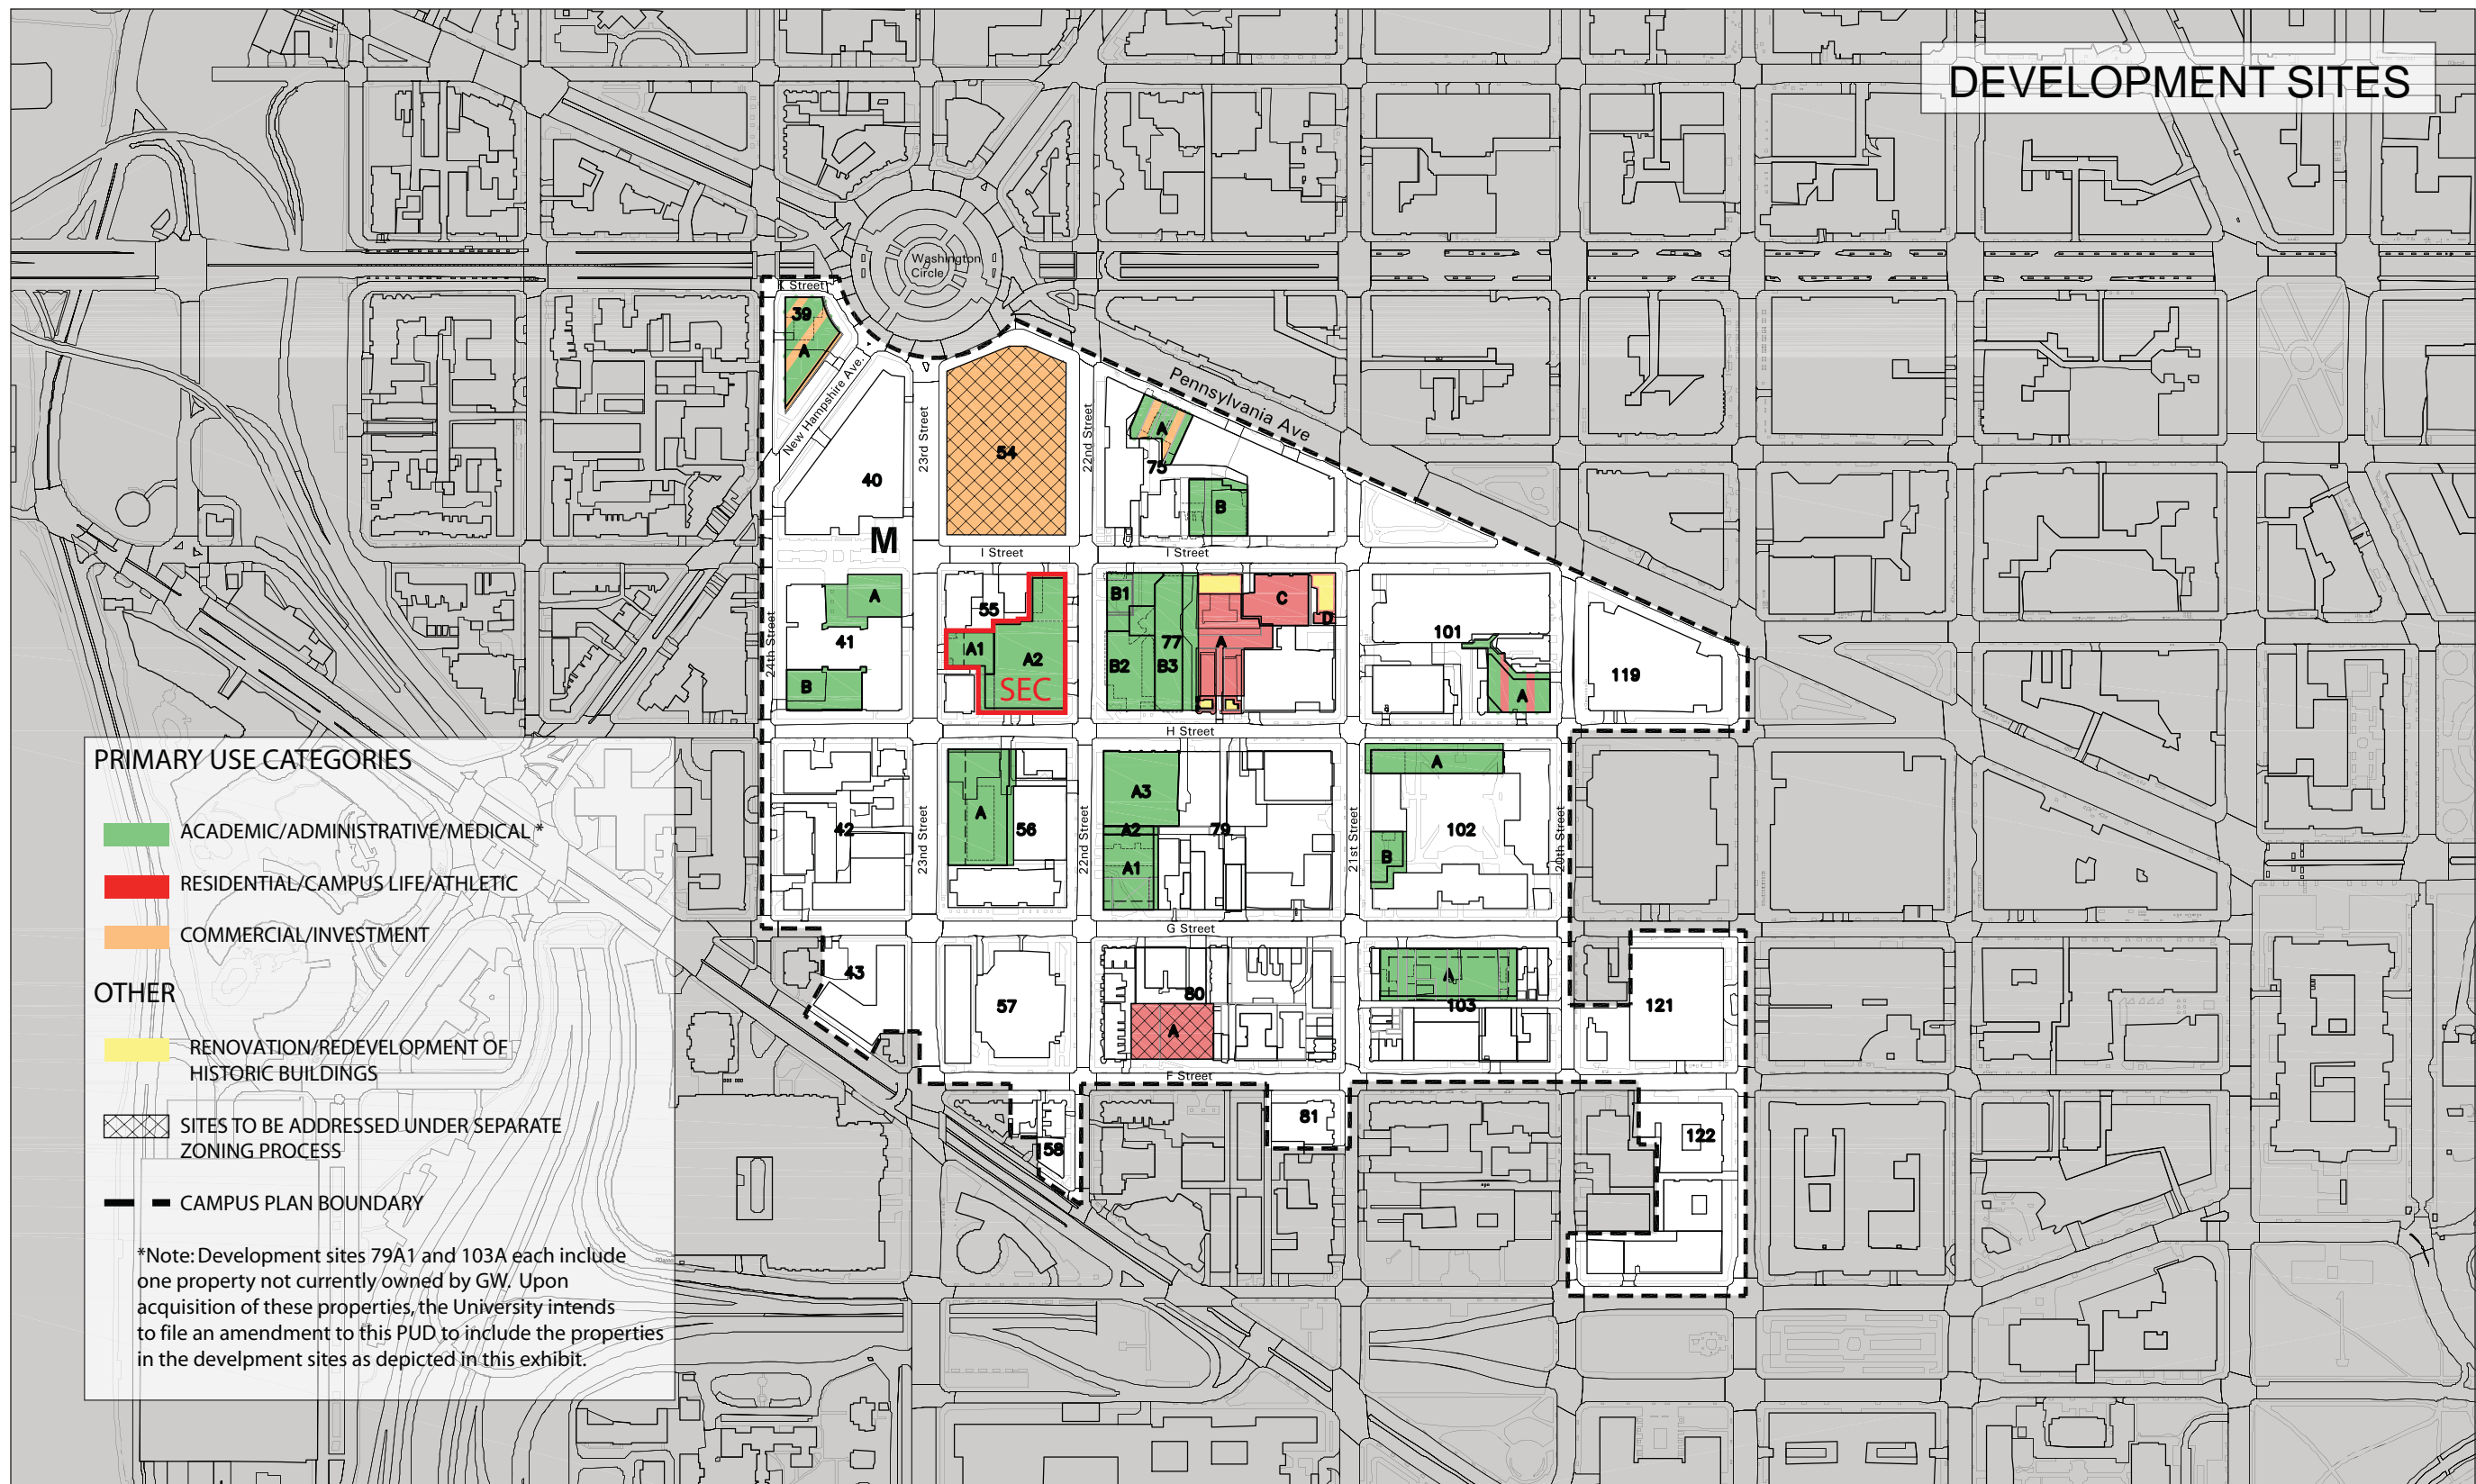 DEVELOPMENT SITES
Washington
Circle
K Street
39
A
New Hampshire Ave.
23rd Street
22nd Street
Pennsylvania Ave
54
A
75
40
B
M
I Street
I Street
A
55
B1
C
D
24th Street
41
A1
A2
77
A
B2
B3
101
119
B
SEC
A
H Street
PRIMARY USE CATEGORIES
ACADEMIC/ADMINISTRATIVE/MEDICAL *
RESIDENTIAL/CAMPUS LIFE/ATHLETIC
COMMERCIAL/INVESTMENT
OTHER
RENOVATION/REDEVELOPMENT OF
HISTORIC BUILDINGS
SITES TO BE ADDRESSED UNDER SEPARATE
ZONING PROCESS
CAMPUS PLAN BOUNDARY
*Note: Development sites 79A1 and 103A each include
one property not currently owned by GW. Upon
acquisition of these properties, the University intends
to file an amendment to this PUD to include the properties
in the develpment sites as depicted in this exhibit.
A
A3
A
42
23nd Street
56
22nd Street
A2
79
21st Street
102
20th Street
A1
B
G Street
43
57
80
A
103
121
A
F Street
58
81
122